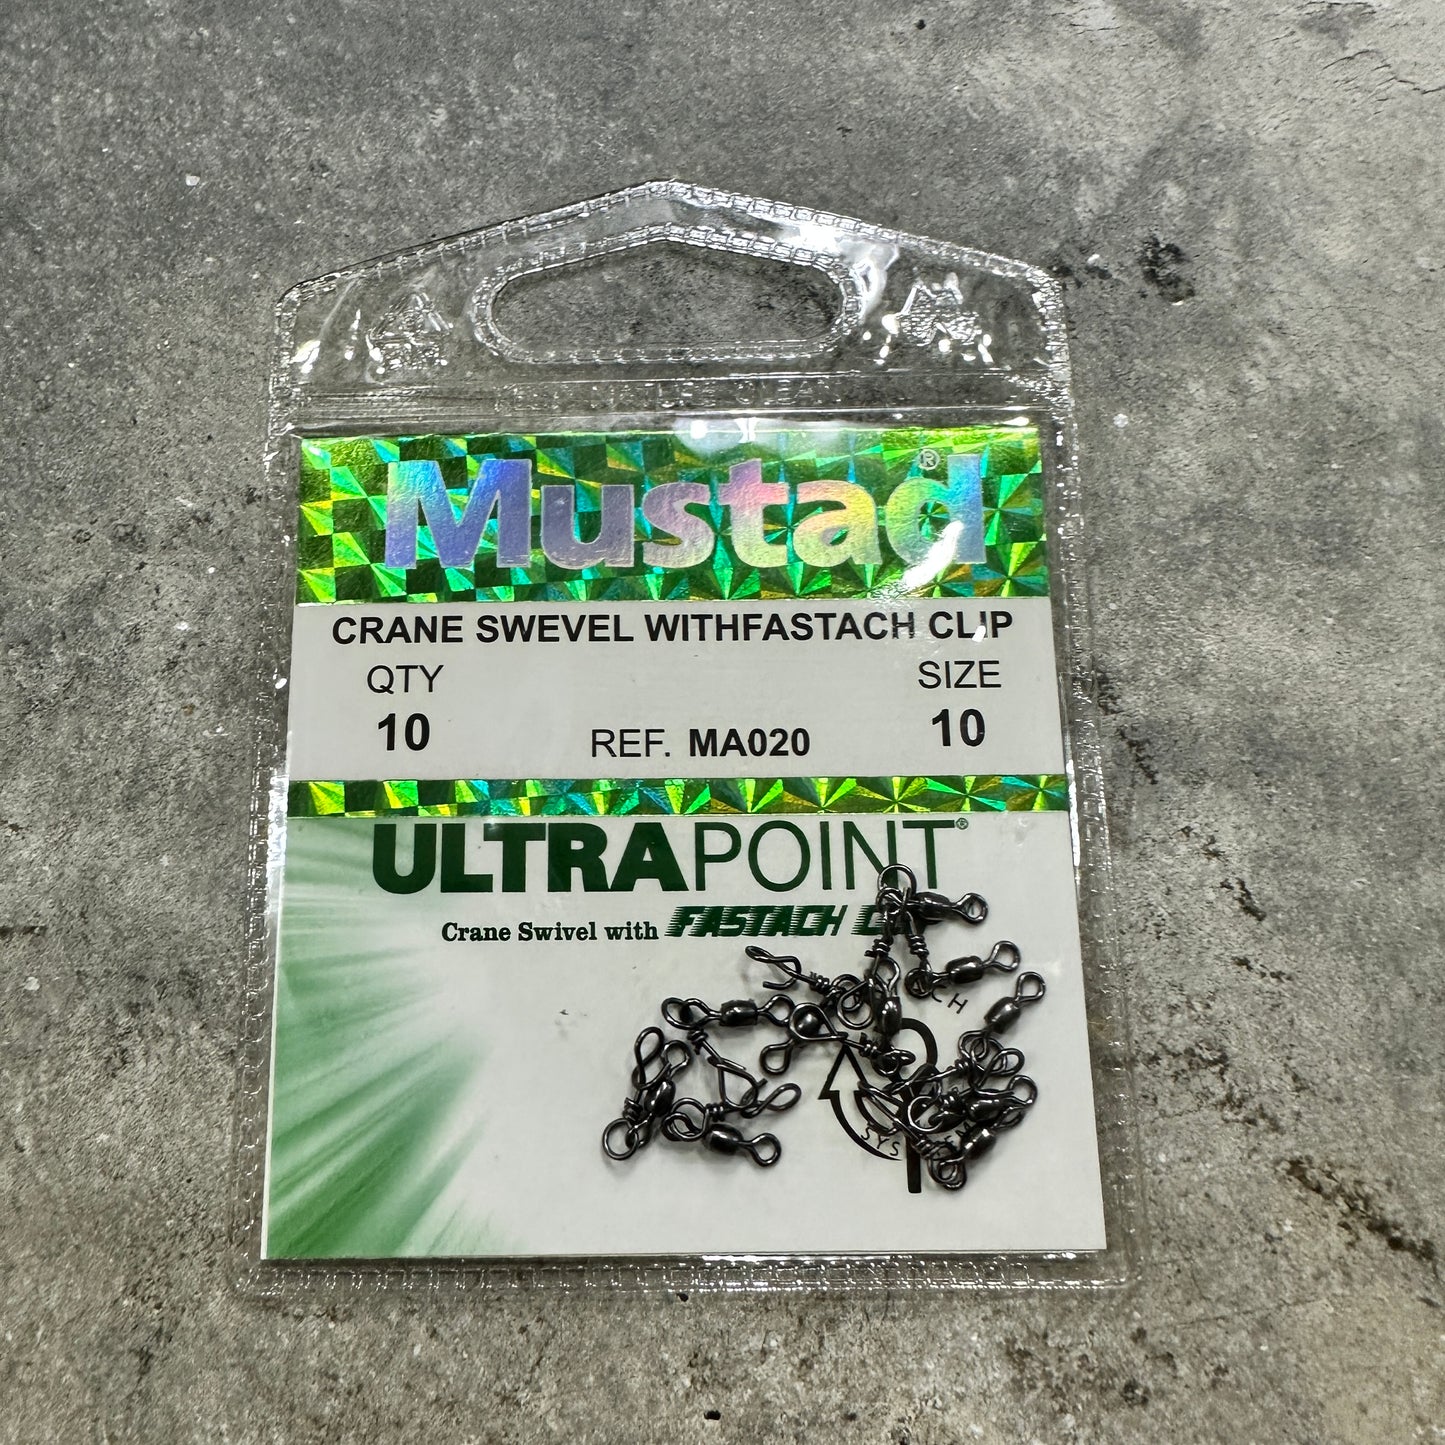 Mustad®
CRANE SWEVEL WITHFASTACH CLIP
QTY
SIZE
10
10
REF. MA020
ULTRAPOINT®
Crane Swivel with FASTACH